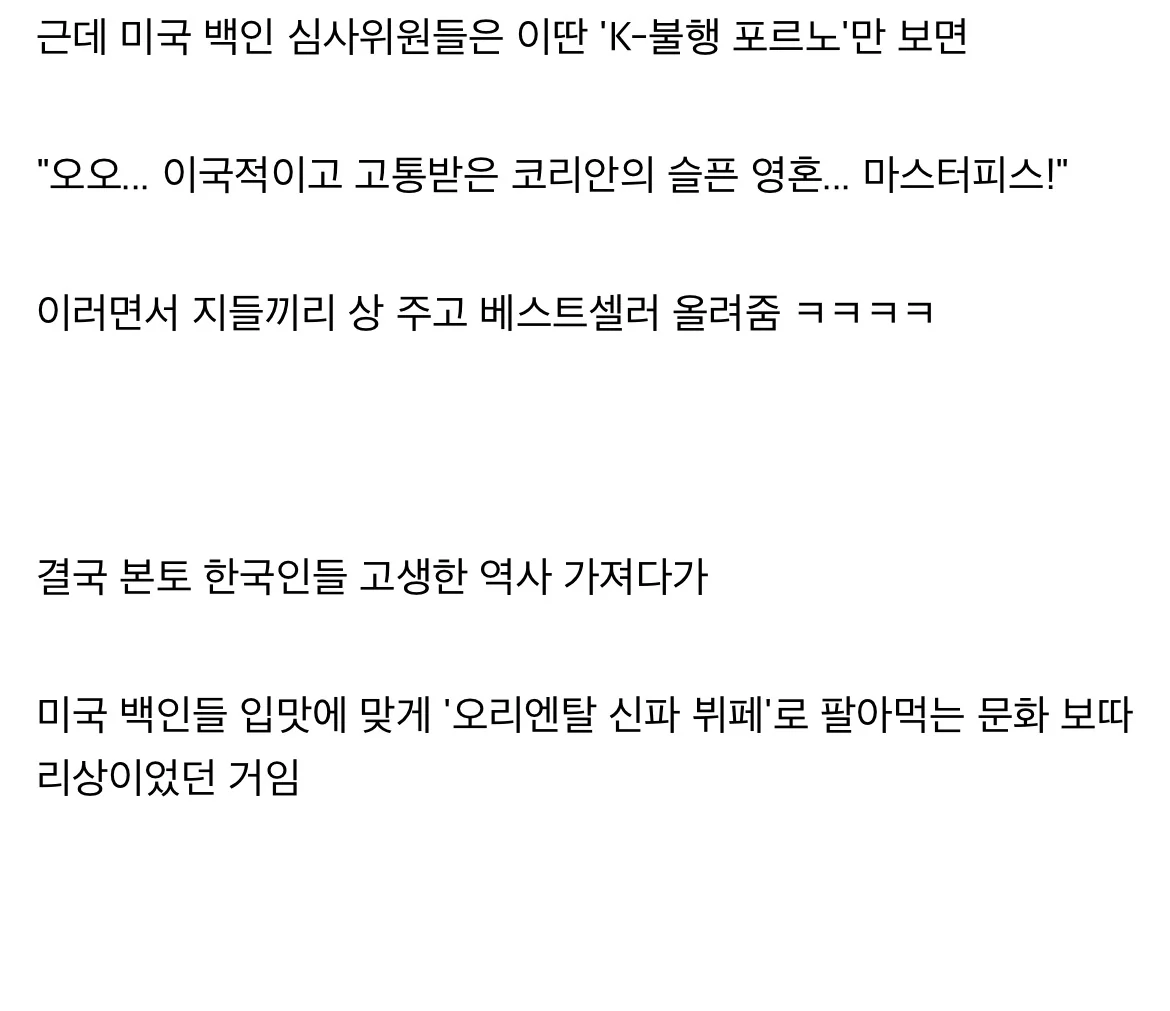 근데 미국 백인 심사위원들은 이딴 'K-불행 포르노'만 보면
"오오... 이국적이고 고통받은 코리안의 슬픈 영혼... 마스터피스!"
이러면서 지들끼리 상 주고 베스트셀러 올려줌 ㅋㅋㅋㅋ
결국 본토 한국인들 고생한 역사 가져다가
미국 백인들 입맛에 맞게 '오리엔탈 신파 뷔페'로 팔아먹는 문화 보따
리상이었던 거임